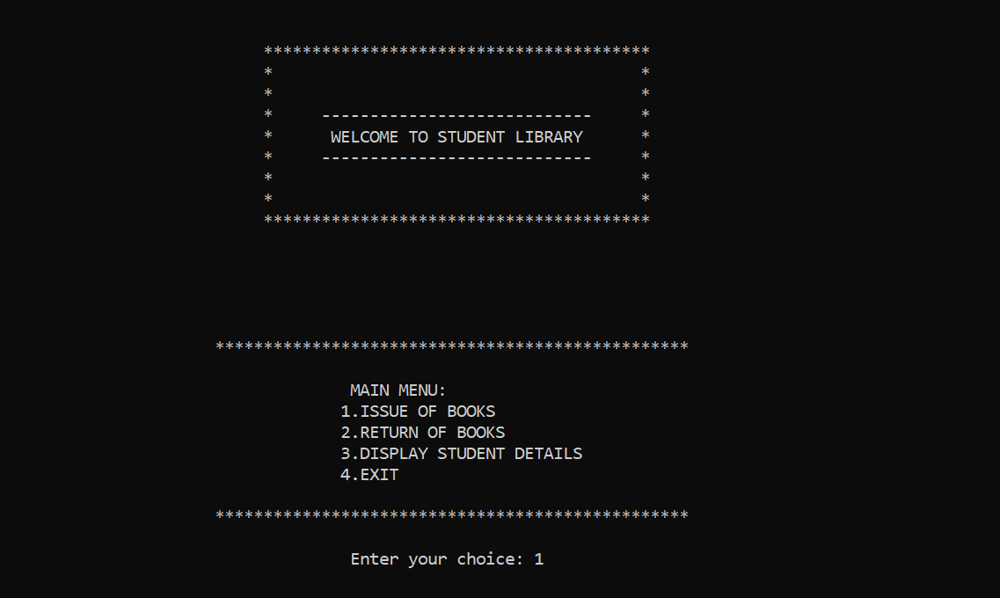 ****************************************
*                                      *
*                                      *
*     ----------------------------     *
*      WELCOME TO STUDENT LIBRARY      *
*     ----------------------------     *
*                                      *
*                                      *
****************************************
*************************************************
MAIN MENU:
1.ISSUE OF BOOKS
2.RETURN OF BOOKS
3.DISPLAY STUDENT DETAILS
4.EXIT
*************************************************
Enter your choice: 1